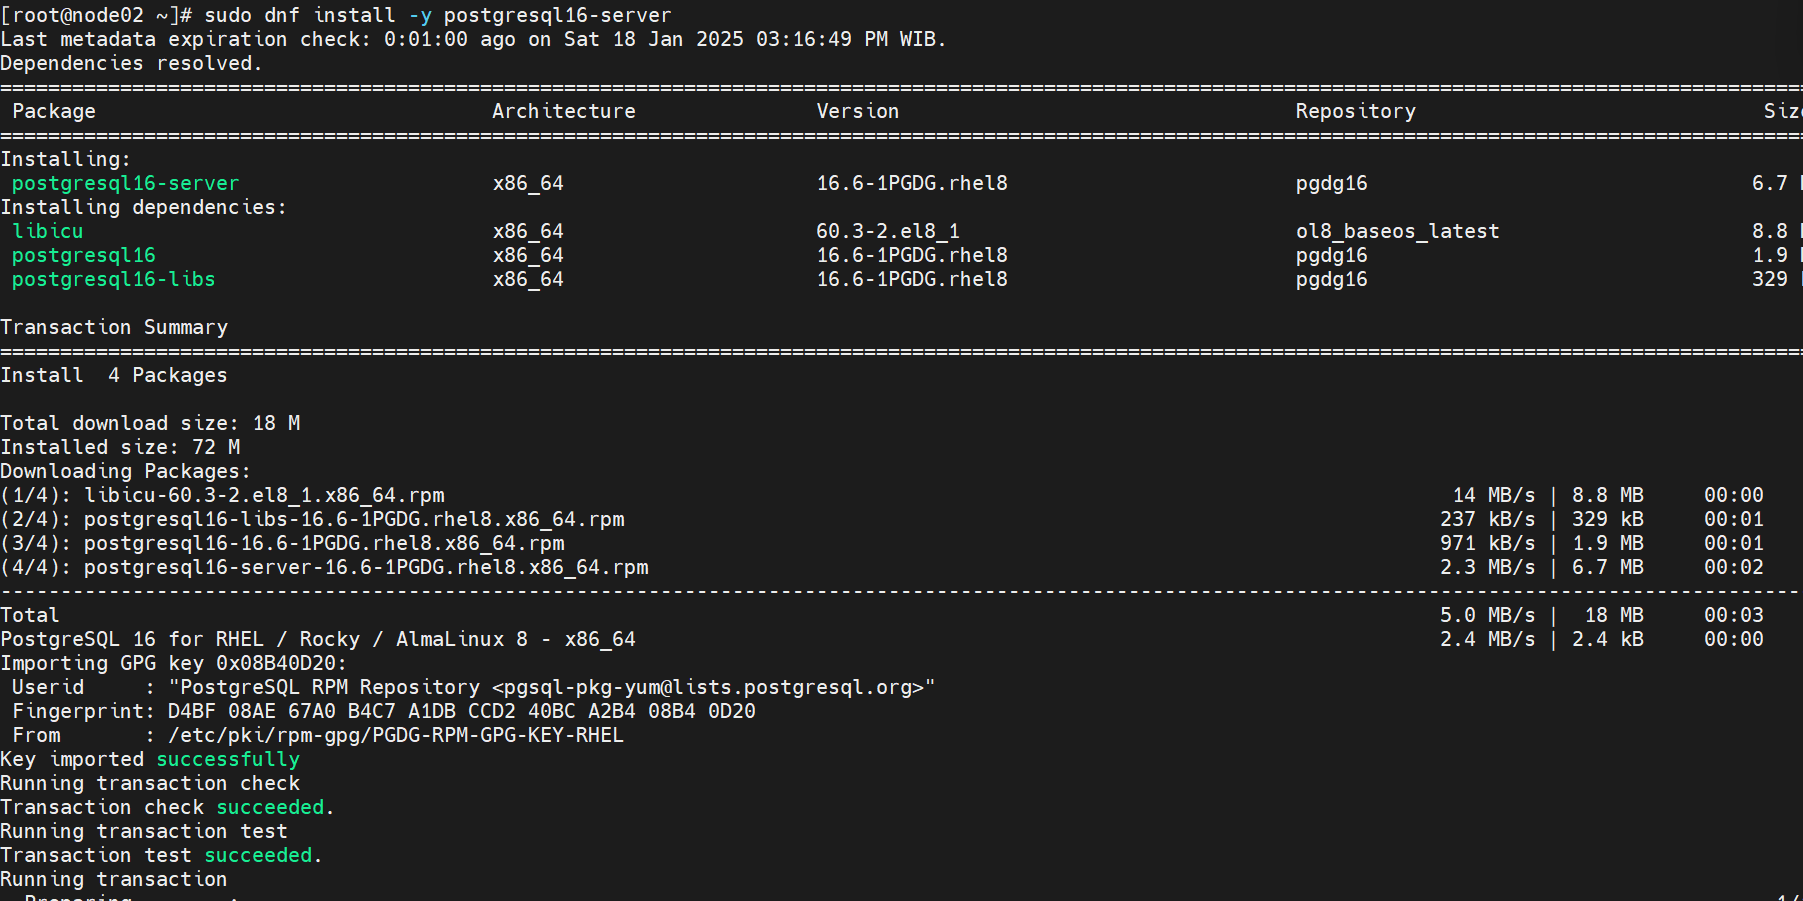 [root@node02 ~]# sudo dnf install -y postgresql16-server
Last metadata expiration check: 0:01:00 ago on Sat 18 Jan 2025 03:16:49 PM WIB.
Dependencies resolved.
Package Architecture Version Repository Size
Installing:
postgresql16-server x86_64 16.6-1PGDG.rhel8 pgdg16 6.7
Installing dependencies:
libicu x86_64 60.3-2.el8_1 ol8_baseos_latest 8.8
postgresql16 x86_64 16.6-1PGDG.rhel8 pgdg16 1.9
postgresql16-libs x86_64 16.6-1PGDG.rhel8 pgdg16 329
Transaction Summary
Install 4 Packages
Total download size: 18 M
Installed size: 72 M
Downloading Packages:
(1/4): libicu-60.3-2.el8_1.x86_64.rpm 14 MB/s | 8.8 MB 00:00
(2/4): postgresql16-libs-16.6-1PGDG.rhel8.x86_64.rpm 237 kB/s | 329 kB 00:01
(3/4): postgresql16-16.6-1PGDG.rhel8.x86_64.rpm 971 kB/s | 1.9 MB 00:01
(4/4): postgresql16-server-16.6-1PGDG.rhel8.x86_64.rpm 2.3 MB/s | 6.7 MB 00:02
Total 5.0 MB/s | 18 MB 00:03
PostgreSQL 16 for RHEL / Rocky / AlmaLinux 8 - x86_64 2.4 MB/s | 2.4 kB 00:00
Importing GPG key 0x08B40D20:
Userid : "PostgreSQL RPM Repository <pgsql-pkg-yum@lists.postgresql.org>"
Fingerprint: D4BF 08AE 67A0 B4C7 A1DB CCD2 40BC A2B4 08B4 0D20
From : /etc/pki/rpm-gpg/PGDG-RPM-GPG-KEY-RHEL
Key imported successfully
Running transaction check
Transaction check succeeded.
Running transaction test
Transaction test succeeded.
Running transaction
Preparing :